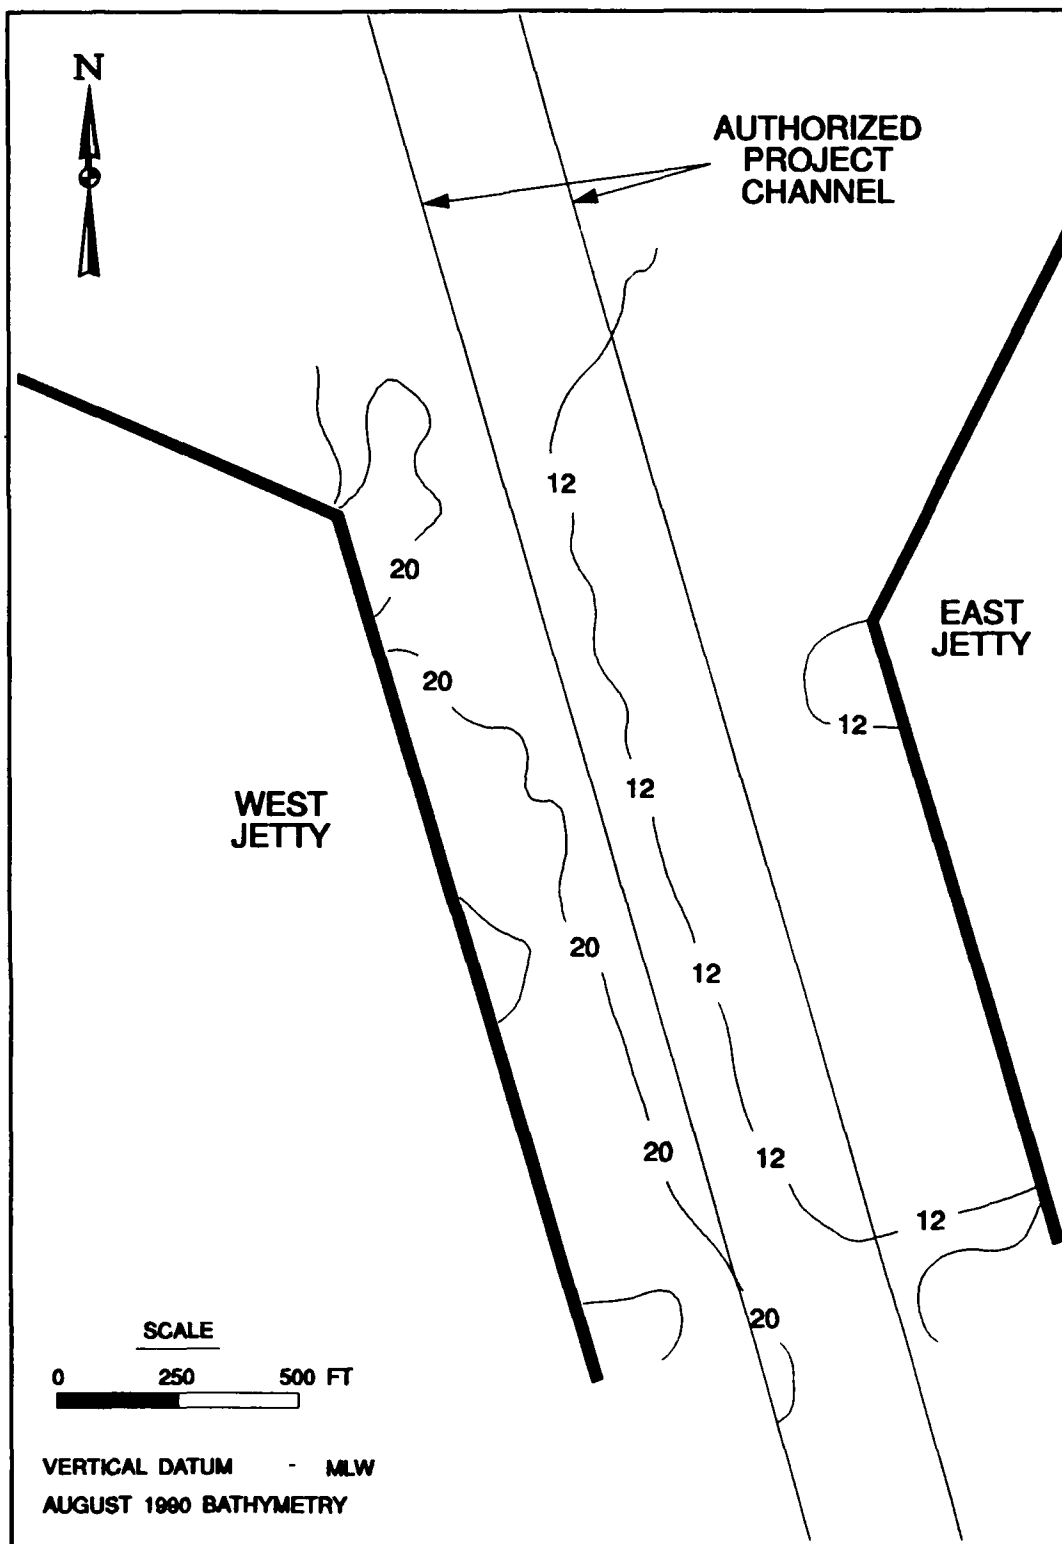 N
AUTHORIZED
PROJECT
CHANNEL
12
20
EAST
JETTY
20
12
12
WEST
JETTY
20
12
20
12
12
20
SCALE
0 250 500 FT
VERTICAL DATUM - MLW
AUGUST 1990 BATHYMETRY